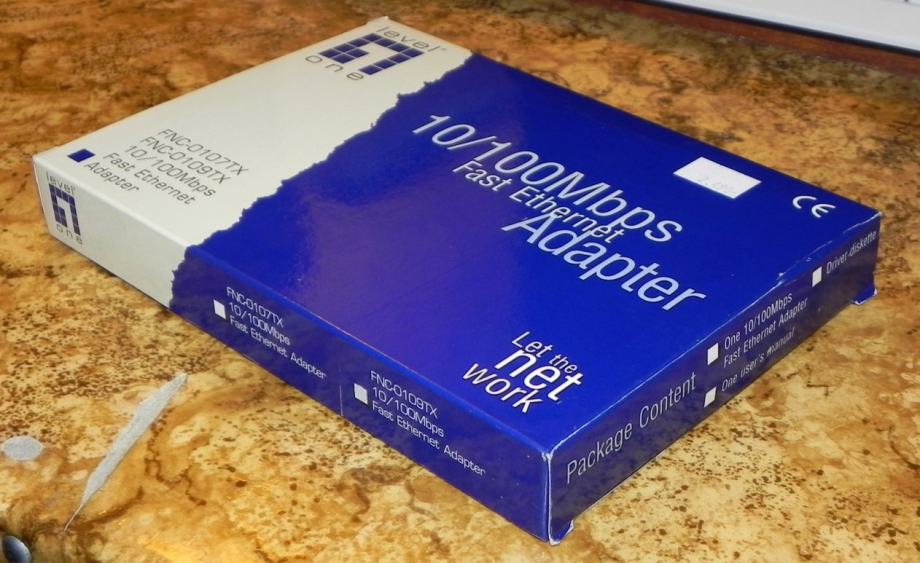 level
one
FNC-0107TX
FNC-0109TX
10/100Mbps
Fast Ethernet
Adapter
level
one
10/100Mbps
Fast Ethernet
Adapter
CE
Let the
net
work
FNC-0107TX
10/100Mbps
Fast Ethernet Adapter
FNC-0109TX
10/100Mbps
Fast Ethernet Adapter
Package Content
One 10/100Mbps
Fast Ethernet Adapter
One user's manual
Driver diskette